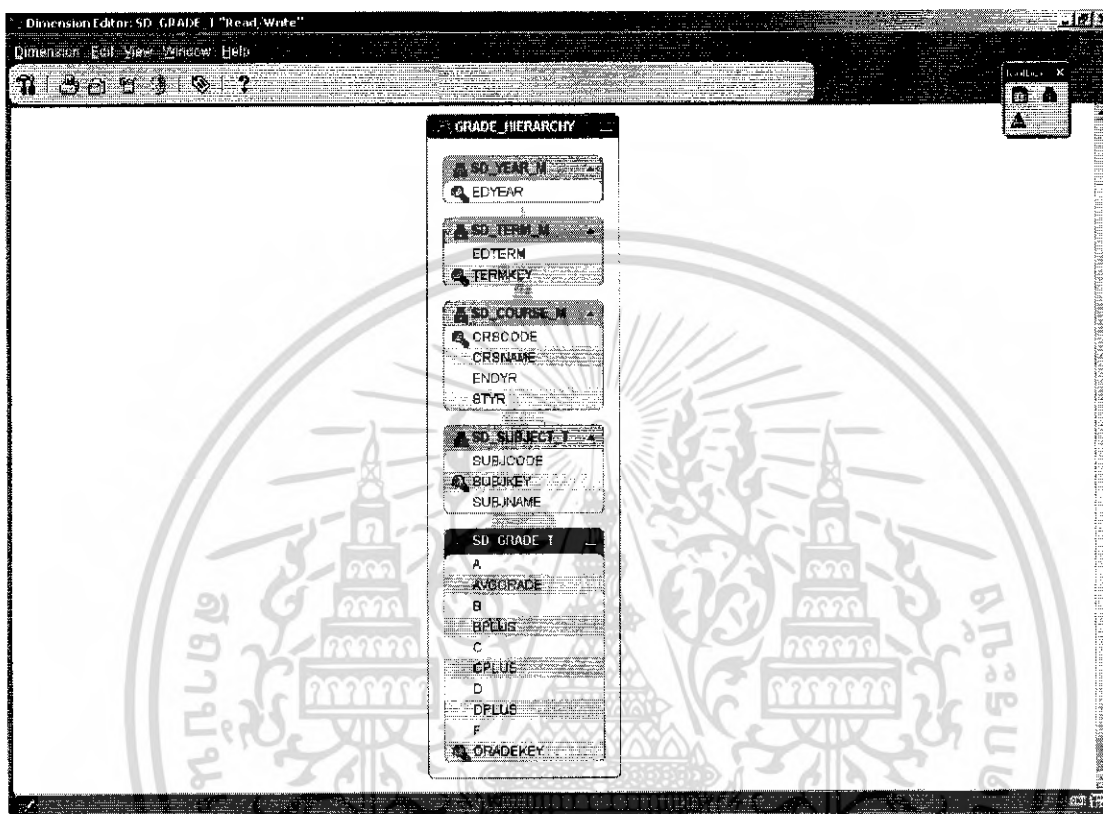 Dimension Editor: SD_GRADE_T "Read/Write"
Dimension Edit View Window Help
Toolbox X
GRADE_HIERARCHY
SD_YEAR_M
EDYEAR
SD_TERM_M
EDTERM
TERMKEY
SD_COURSE_M
CRSCODE
CRSNAME
ENDYR
STYR
SD_SUBJECT_T
SUBJCODE
SUBJKEY
SUBJNAME
SD_GRADE_T
A
AVGGRADE
B
BPLUS
C
CPLUS
D
DPLUS
F
GRADEKEY